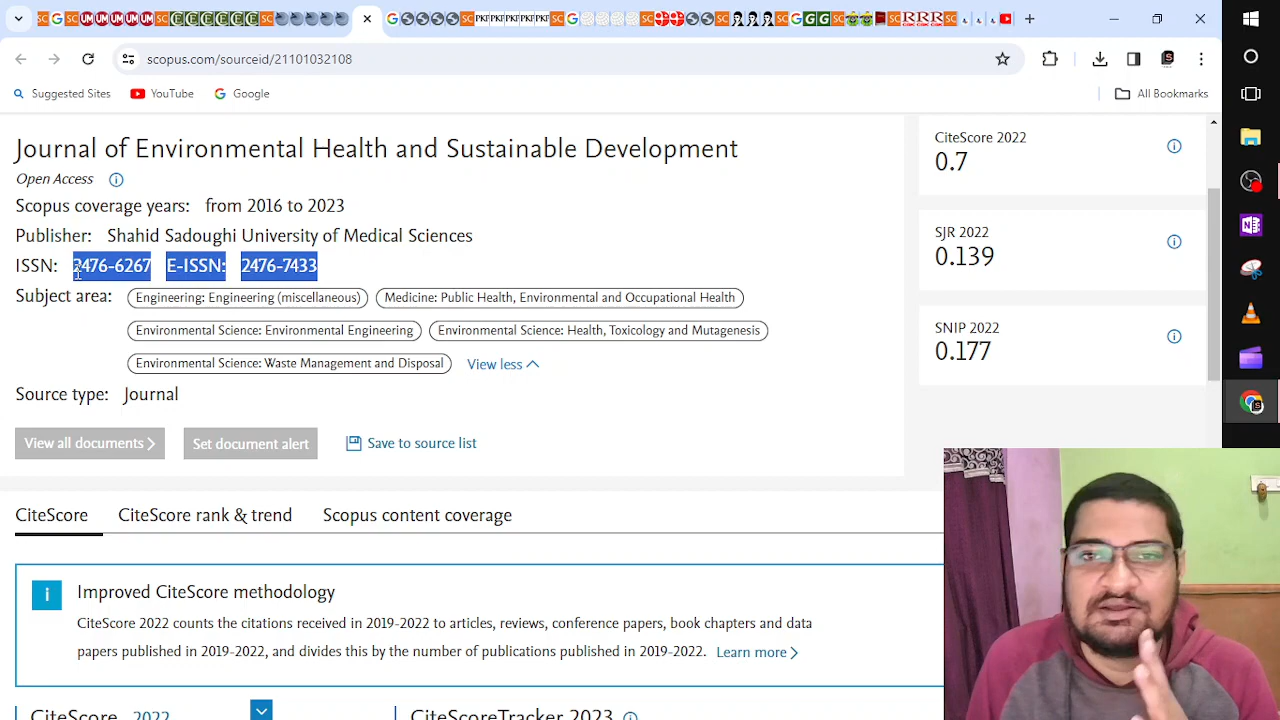 scopus.com/sourceid/21101032108
Suggested Sites YouTube Google All Bookmarks
Journal of Environmental Health and Sustainable Development
Open Access
Scopus coverage years: from 2016 to 2023
Publisher: Shahid Sadoughi University of Medical Sciences
ISSN: 2476-6267 E-ISSN: 2476-7433
Subject area: Engineering: Engineering (miscellaneous) Medicine: Public Health, Environmental and Occupational Health
Environmental Science: Environmental Engineering Environmental Science: Health, Toxicology and Mutagenesis
Environmental Science: Waste Management and Disposal View less
Source type: Journal
View all documents Set document alert Save to source list
CiteScore 2022
0.7
SJR 2022
0.139
SNIP 2022
0.177
CiteScore CiteScore rank & trend Scopus content coverage
Improved CiteScore methodology
CiteScore 2022 counts the citations received in 2019-2022 to articles, reviews, conference papers, book chapters and data
papers published in 2019-2022, and divides this by the number of publications published in 2019-2022. Learn more
CiteScore 2022 CiteScoreTracker 2023